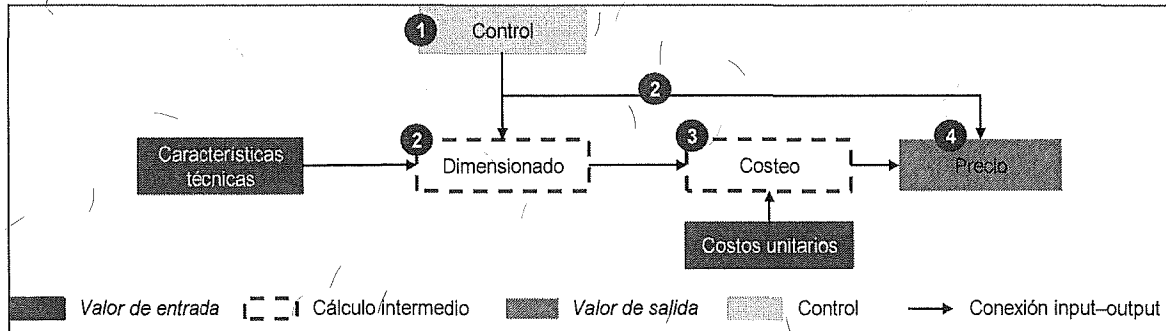 1
Control
2
Características
técnicas
2
Dimensionado
3
Costeo
4
Precio
Costos unitarios
Valor de entrada
Cálculo intermedio
Valor de salida
Control
Conexión input–output